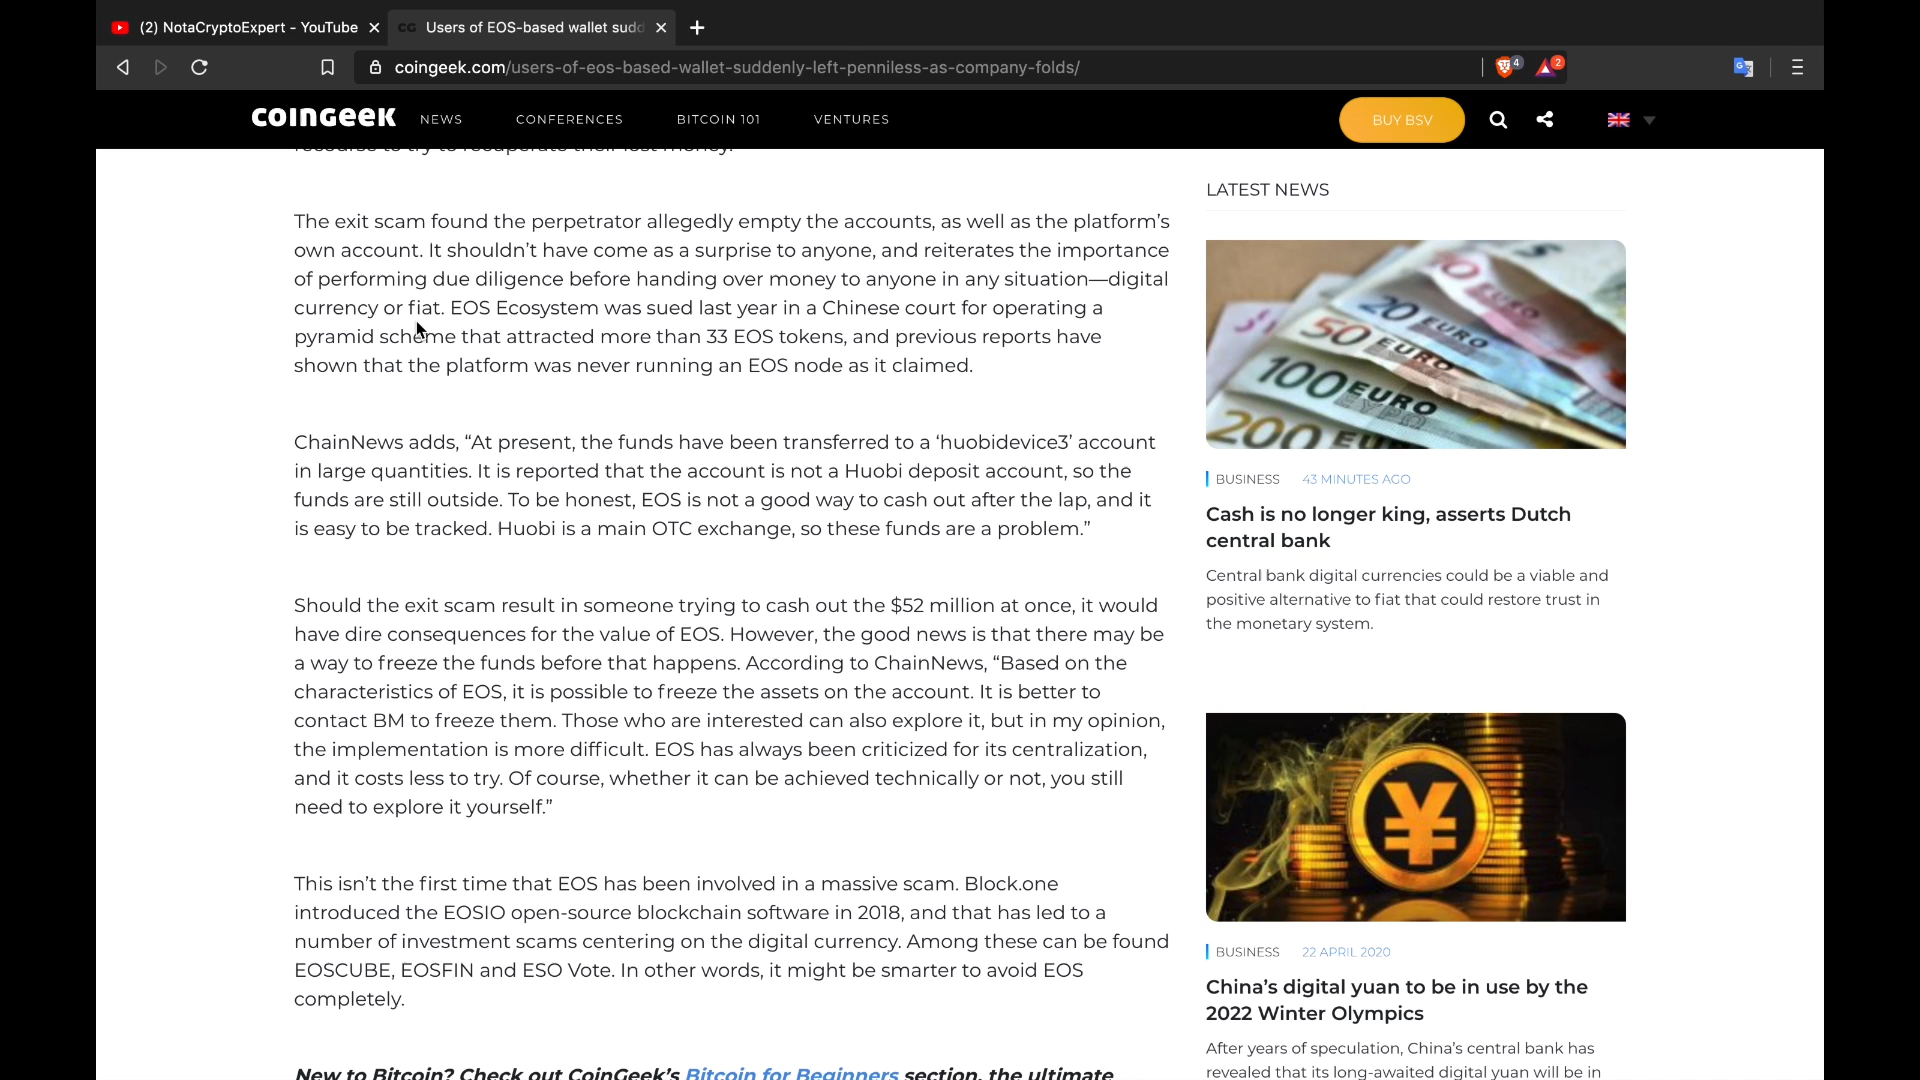 (2) NotaCryptoExpert - YouTube
CG Users of EOS-based wallet sudd
coingeek.com/users-of-eos-based-wallet-suddenly-left-penniless-as-company-folds/
4
2
coingeek NEWS CONFERENCES BITCOIN 101 VENTURES BUY BSV
recourse to try to recuperate their lost money.
The exit scam found the perpetrator allegedly empty the accounts, as well as the platform’s
own account. It shouldn’t have come as a surprise to anyone, and reiterates the importance
of performing due diligence before handing over money to anyone in any situation—digital
currency or fiat. EOS Ecosystem was sued last year in a Chinese court for operating a
pyramid scheme that attracted more than 33 EOS tokens, and previous reports have
shown that the platform was never running an EOS node as it claimed.
ChainNews adds, “At present, the funds have been transferred to a ‘huobidevice3’ account
in large quantities. It is reported that the account is not a Huobi deposit account, so the
funds are still outside. To be honest, EOS is not a good way to cash out after the lap, and it
is easy to be tracked. Huobi is a main OTC exchange, so these funds are a problem.”
Should the exit scam result in someone trying to cash out the $52 million at once, it would
have dire consequences for the value of EOS. However, the good news is that there may be
a way to freeze the funds before that happens. According to ChainNews, “Based on the
characteristics of EOS, it is possible to freeze the assets on the account. It is better to
contact BM to freeze them. Those who are interested can also explore it, but in my opinion,
the implementation is more difficult. EOS has always been criticized for its centralization,
and it costs less to try. Of course, whether it can be achieved technically or not, you still
need to explore it yourself.”
This isn’t the first time that EOS has been involved in a massive scam. Block.one
introduced the EOSIO open-source blockchain software in 2018, and that has led to a
number of investment scams centering on the digital currency. Among these can be found
EOSCUBE, EOSFIN and ESO Vote. In other words, it might be smarter to avoid EOS
completely.
New to Bitcoin? Check out CoinGeek’s Bitcoin for Beginners section, the ultimate
LATEST NEWS
20 EURO
50 EURO
100 EURO
200 EU
BUSINESS 43 MINUTES AGO
Cash is no longer king, asserts Dutch
central bank
Central bank digital currencies could be a viable and
positive alternative to fiat that could restore trust in
the monetary system.
¥
BUSINESS 22 APRIL 2020
China’s digital yuan to be in use by the
2022 Winter Olympics
After years of speculation, China’s central bank has
revealed that its long-awaited digital yuan will be in